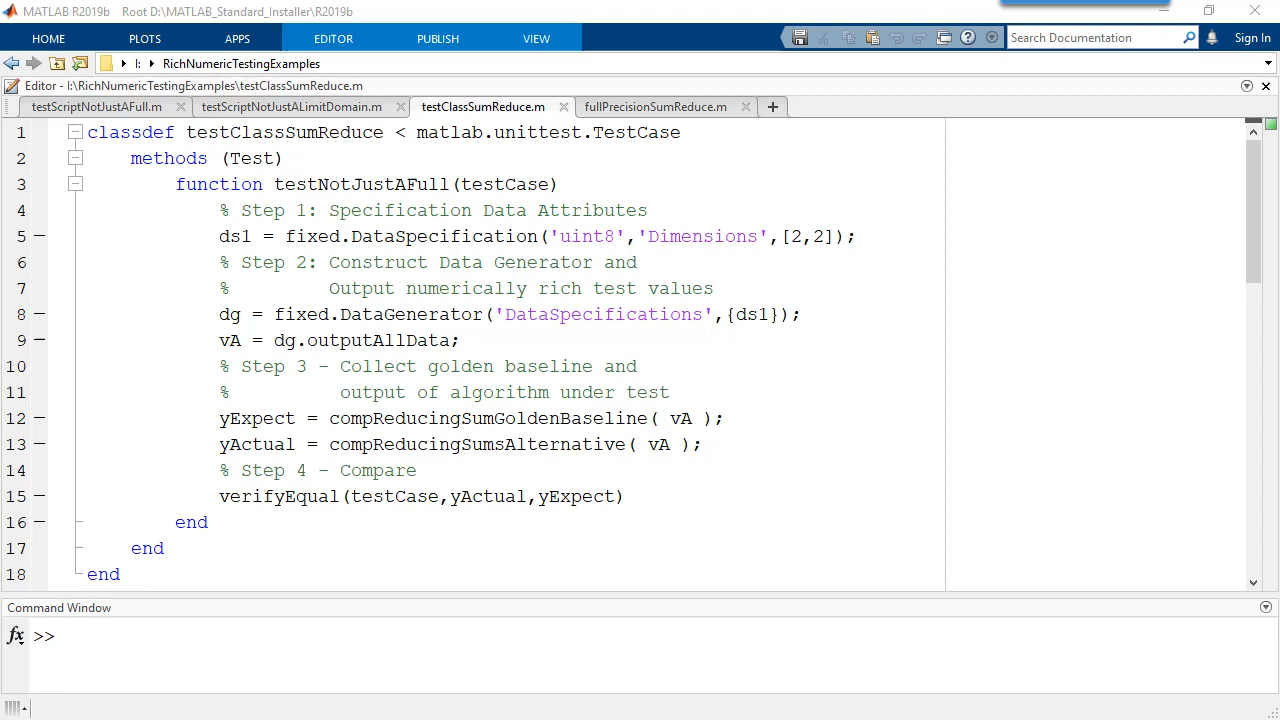 MATLAB R2019b Root D:\MATLAB_Standard_Installer\R2019b
HOME PLOTS APPS EDITOR PUBLISH VIEW Search Documentation Sign In
I: RichNumericTestingExamples
Editor - I:\RichNumericTestingExamples\testClassSumReduce.m
testScriptNotJustAFull.m testScriptNotJustALimitDomain.m testClassSumReduce.m fullPrecisionSumReduce.m
1 classdef testClassSumReduce < matlab.unittest.TestCase
2 methods (Test)
3 function testNotJustAFull(testCase)
4 % Step 1: Specification Data Attributes
5 ds1 = fixed.DataSpecification('uint8','Dimensions',[2,2]);
6 % Step 2: Construct Data Generator and
7 % Output numerically rich test values
8 dg = fixed.DataGenerator('DataSpecifications',{ds1});
9 vA = dg.outputAllData;
10 % Step 3 - Collect golden baseline and
11 % output of algorithm under test
12 yExpect = compReducingSumGoldenBaseline( vA );
13 yActual = compReducingSumsAlternative( vA );
14 % Step 4 - Compare
15 verifyEqual(testCase,yActual,yExpect)
16 end
17 end
18 end
Command Window
fx >>